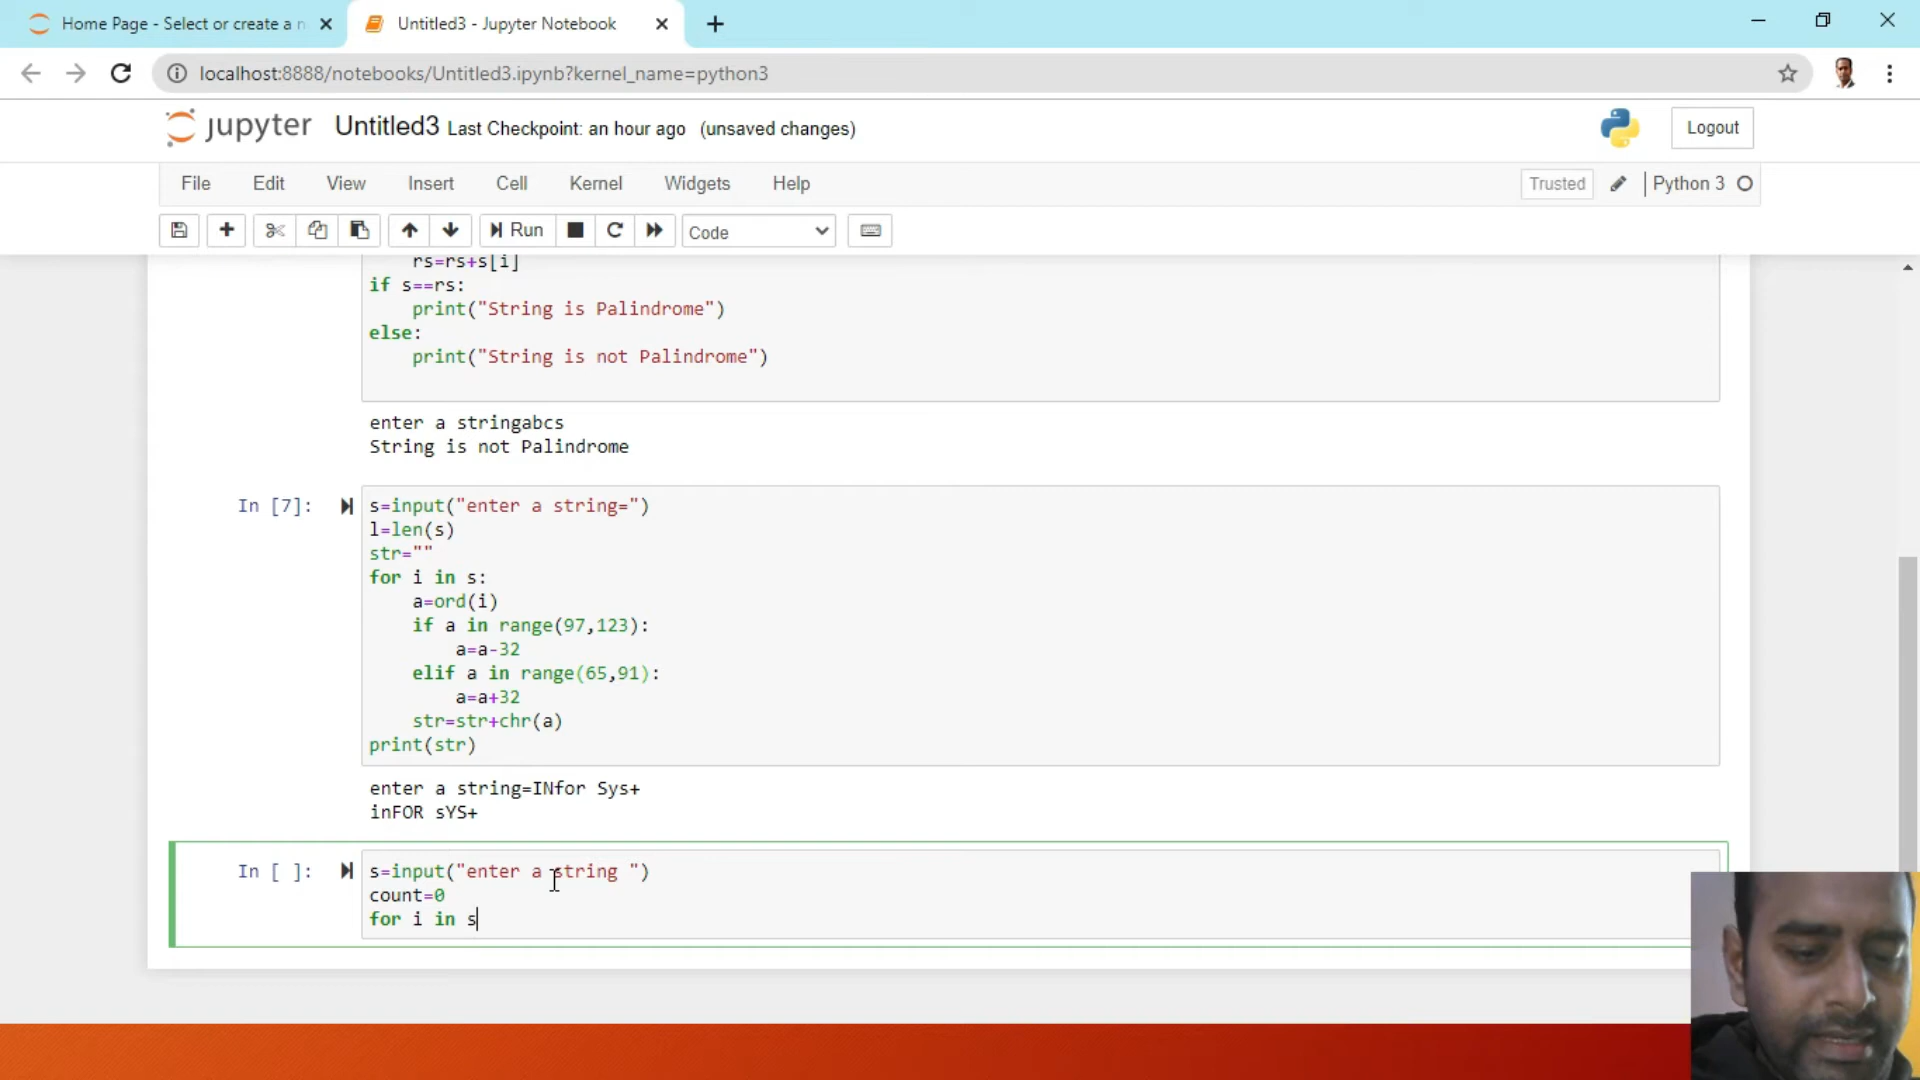 Home Page - Select or create a n
Untitled3 - Jupyter Notebook
localhost:8888/notebooks/Untitled3.ipynb?kernel_name=python3
jupyter Untitled3 Last Checkpoint: an hour ago (unsaved changes)
Logout
File Edit View Insert Cell Kernel Widgets Help
Trusted Python 3
Run Code
rs=rs+s[i]
if s==rs:
print("String is Palindrome")
else:
print("String is not Palindrome")
enter a stringabcs
String is not Palindrome
In [7]: s=input("enter a string=")
l=len(s)
str=""
for i in s:
a=ord(i)
if a in range(97,123):
a=a-32
elif a in range(65,91):
a=a+32
str=str+chr(a)
print(str)
enter a string=INfor Sys+
inFOR sYS+
In [ ]: s=input("enter a string ")
count=0
for i in s